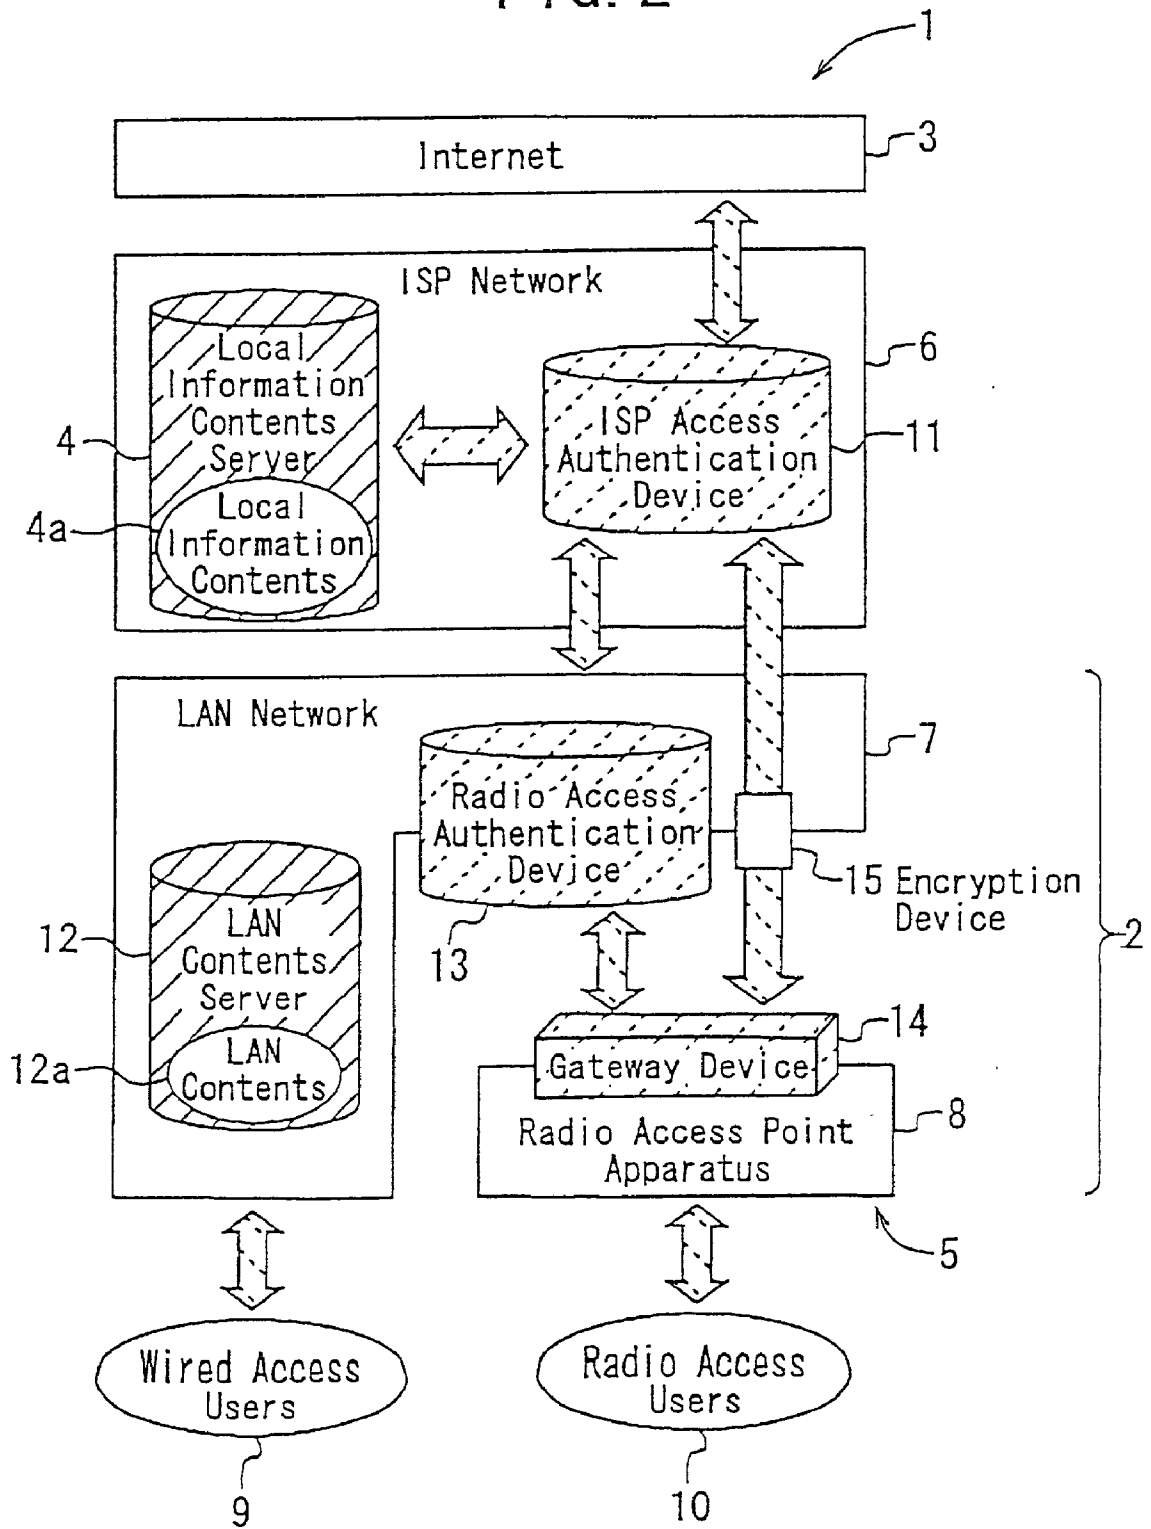 FIG. 2
1
Internet
3
ISP Network
6
Local
Information
Contents
Server
4
Local
Information
Contents
4a
ISP Access
Authentication
Device
11
LAN Network
7
Radio Access
Authentication
Device
13
15 Encryption
Device
2
LAN
Contents
Server
12
LAN
Contents
12a
Gateway Device
14
Radio Access Point
Apparatus
8
5
Wired Access
Users
9
Radio Access
Users
10